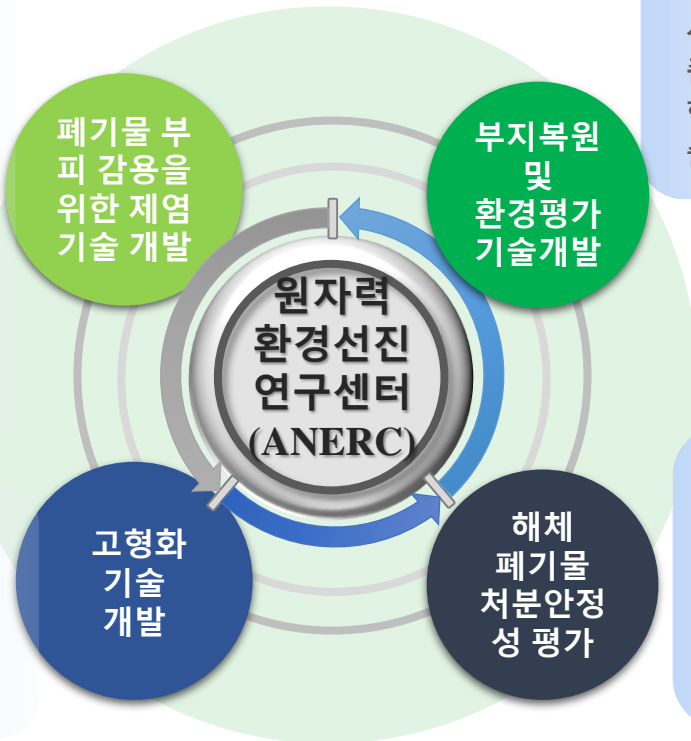 폐기물 부
피 감용을
위한 제염
기술 개발
부지복원
및
환경평가
기술개발
원자력
환경선진
연구센터
(ANERC)
고형화
기술
개발
해체
폐기물
처분안정
성 평가